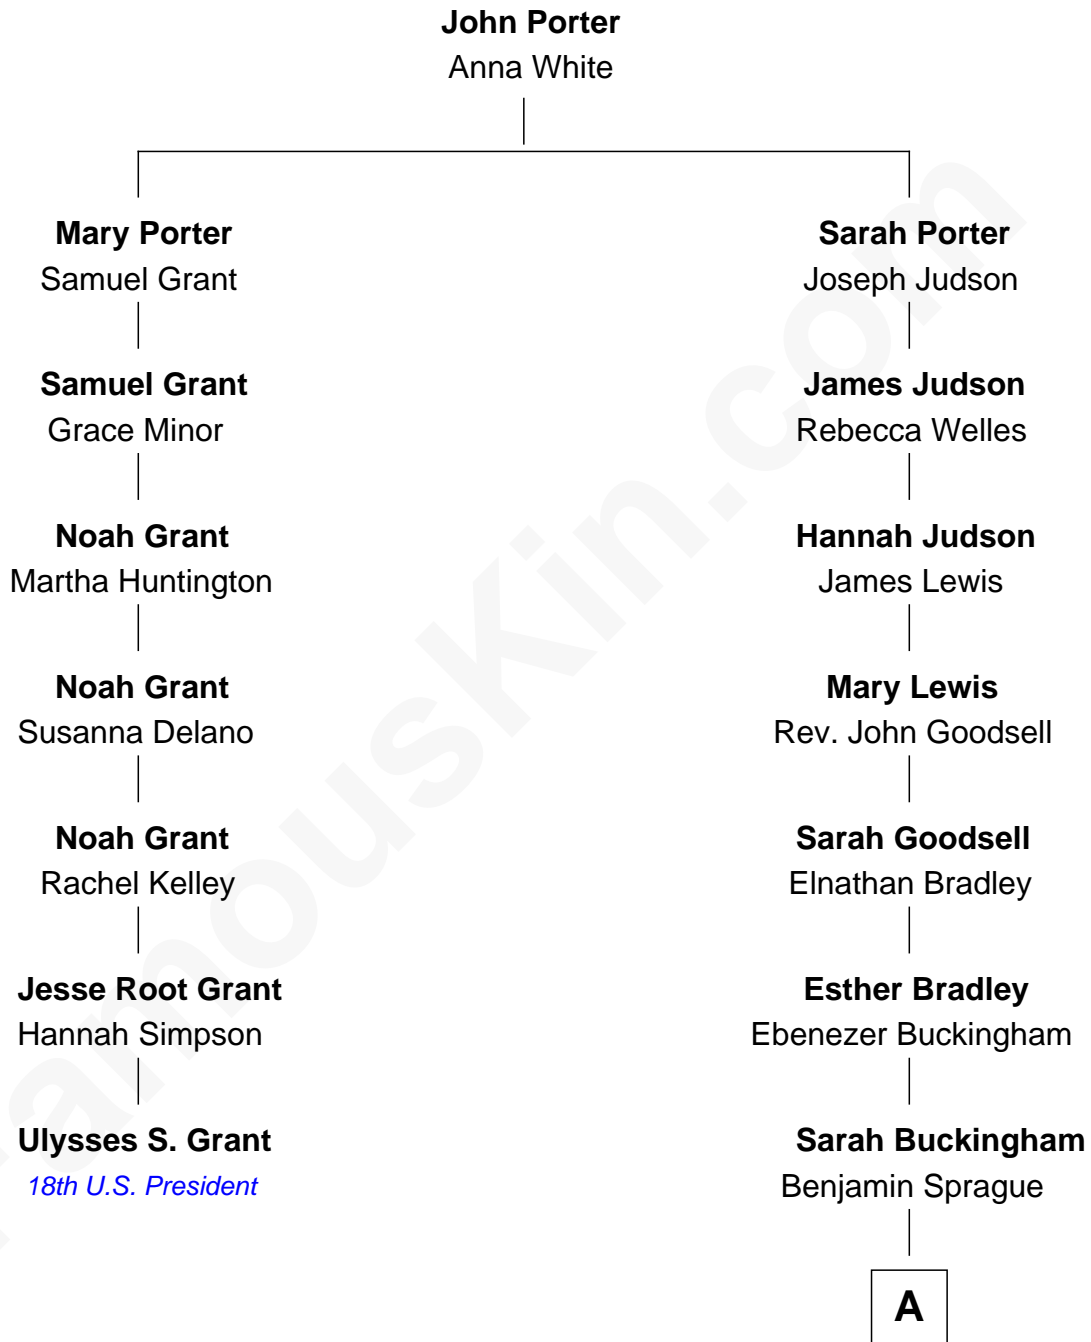 John Porter
Anna White
Mary Porter
Samuel Grant
Sarah Porter
Joseph Judson
Samuel Grant
Grace Minor
James Judson
Rebecca Welles
Noah Grant
Martha Huntington
Hannah Judson
James Lewis
Noah Grant
Susanna Delano
Mary Lewis
Rev. John Goodsell
Noah Grant
Rachel Kelley
Sarah Goodsell
Elnathan Bradley
Jesse Root Grant
Hannah Simpson
Esther Bradley
Ebenezer Buckingham
Ulysses S. Grant
18th U.S. President
Sarah Buckingham
Benjamin Sprague
A
FamousKin.com